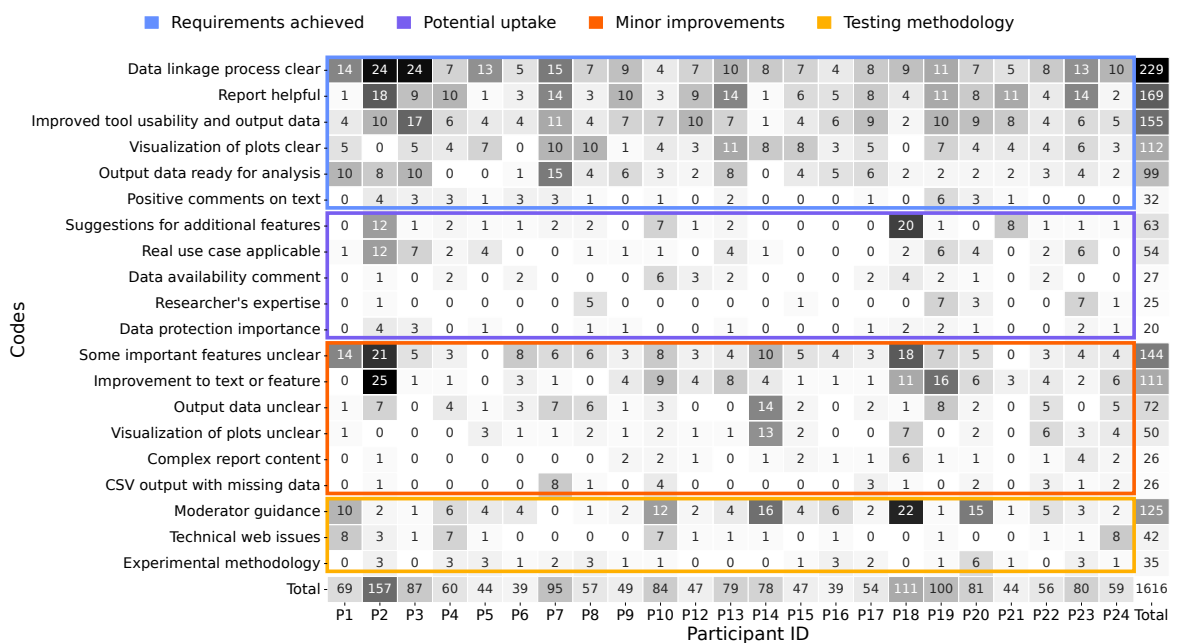 Requirements achieved Potential uptake Minor improvements Testing methodology
Data linkage process clear 14 24 24 7 13 5 15 7 9 4 7 10 8 7 4 8 9 11 7 5 8 13 10 229
Report helpful 1 18 9 10 1 3 14 3 10 3 9 14 1 6 5 8 4 11 8 11 4 14 2 169
Improved tool usability and output data 4 10 17 6 4 4 11 4 7 7 10 7 1 4 6 9 2 10 9 8 4 6 5 155
Visualization of plots clear 5 0 5 4 7 0 10 10 1 4 3 11 8 8 3 5 0 7 4 4 4 6 3 112
Output data ready for analysis 10 8 10 0 0 1 15 4 6 3 2 8 0 4 5 6 2 2 2 2 3 4 2 99
Positive comments on text 0 4 3 3 1 3 3 1 0 1 0 2 0 0 0 1 0 6 3 1 0 0 0 32
Suggestions for additional features 0 12 1 2 1 1 2 2 0 7 1 2 0 0 0 0 20 1 0 8 1 1 1 63
Real use case applicable 1 12 7 2 4 0 0 1 1 1 0 4 1 0 0 0 2 6 4 0 2 6 0 54
Data availability comment 0 1 0 2 0 2 0 0 0 6 3 2 0 0 0 2 4 2 1 0 2 0 0 27
Researcher's expertise 0 1 0 0 0 0 0 5 0 0 0 0 0 1 0 0 0 7 3 0 0 7 1 25
Data protection importance 0 4 3 0 1 0 0 1 1 0 0 1 0 0 0 1 2 2 1 0 0 2 1 20
Some important features unclear 14 21 5 3 0 8 6 6 3 8 3 4 10 5 4 3 18 7 5 0 3 4 4 144
Improvement to text or feature 0 25 1 1 0 3 1 0 4 9 4 8 4 1 1 1 11 16 6 3 4 2 6 111
Output data unclear 1 7 0 4 1 3 7 6 1 3 0 0 14 2 0 2 1 8 2 0 5 0 5 72
Visualization of plots unclear 1 0 0 0 3 1 1 2 1 2 1 1 13 2 0 0 7 0 2 0 6 3 4 50
Complex report content 0 1 0 0 0 0 0 0 2 2 1 0 1 2 1 1 6 1 1 0 1 4 2 26
CSV output with missing data 0 1 0 0 0 0 8 1 0 4 0 0 0 0 0 3 1 0 2 0 3 1 2 26
Moderator guidance 10 2 1 6 4 4 0 1 2 12 2 4 16 4 6 2 22 1 15 1 5 3 2 125
Technical web issues 8 3 1 7 1 0 0 0 2 7 1 1 1 0 1 0 0 1 0 0 1 1 8 42
Experimental methodology 0 3 0 3 3 1 2 3 1 1 0 0 0 1 3 2 0 1 6 1 0 3 1 35
Total 69 157 87 60 44 39 95 57 49 84 47 79 78 47 39 54 111 100 81 44 56 80 59 1616
P1 P2 P3 P4 P5 P6 P7 P8 P9 P10 P12 P13 P14 P15 P16 P17 P18 P19 P20 P21 P22 P23 P24 Total
Participant ID
Codes